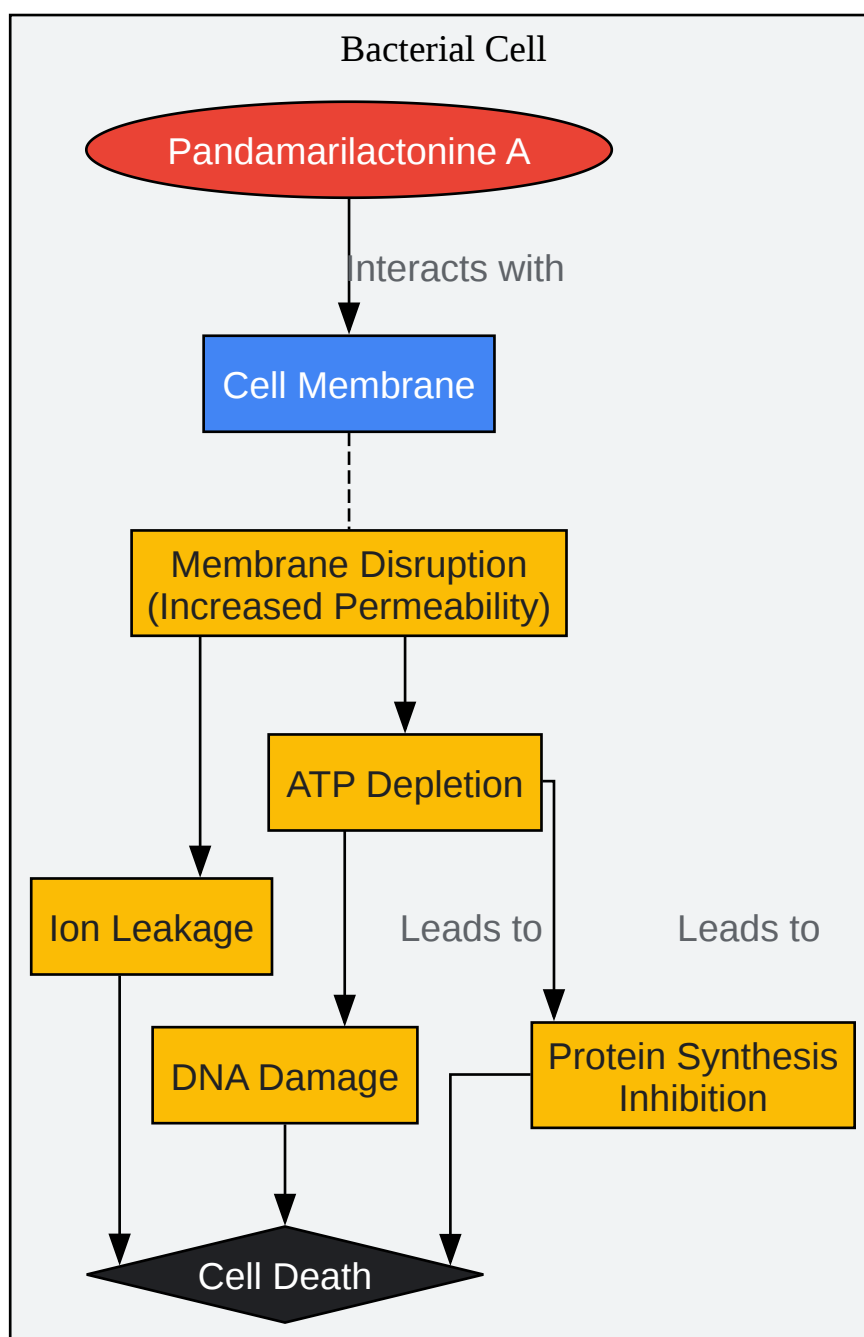 Bacterial Cell
Pandamarilactonine A
Interacts with
Cell Membrane
Membrane Disruption
(Increased Permeability)
ATP Depletion
Ion Leakage
Leads to
Leads to
DNA Damage
Protein Synthesis
Inhibition
Cell Death